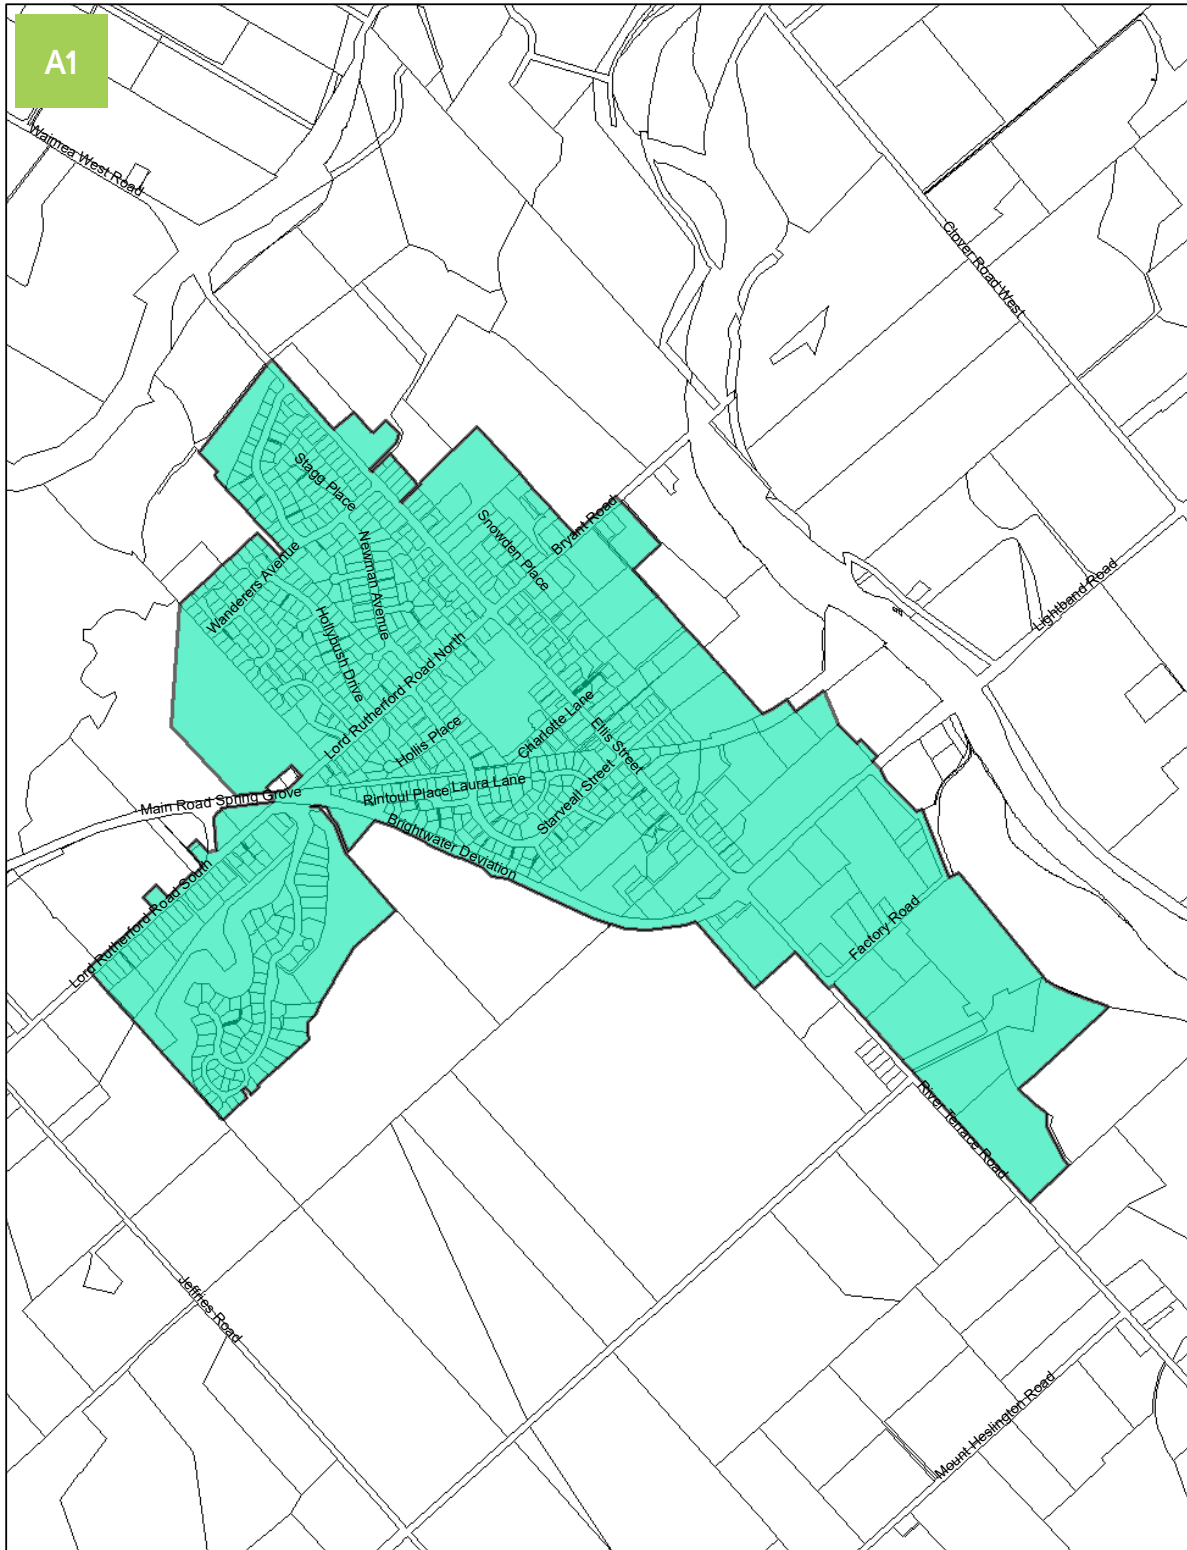 A1
Waimea West Road
Clover Road West
Stagg Place
Snowden Place
Bryant Road
Newman Avenue
Wanderers Avenue
Lightband Road
Hollybush Drive
Lord Rutherford Road North
Charlotte Lane
Ellis Street
Hollis Place
Main Road Spring Grove
Rintoul Place
Laura Lane
Starveall Street
Brightwater Deviation
Lord Rutherford Road South
Factory Road
River Terrace Road
Jeffries Road
Mount Heslington Road